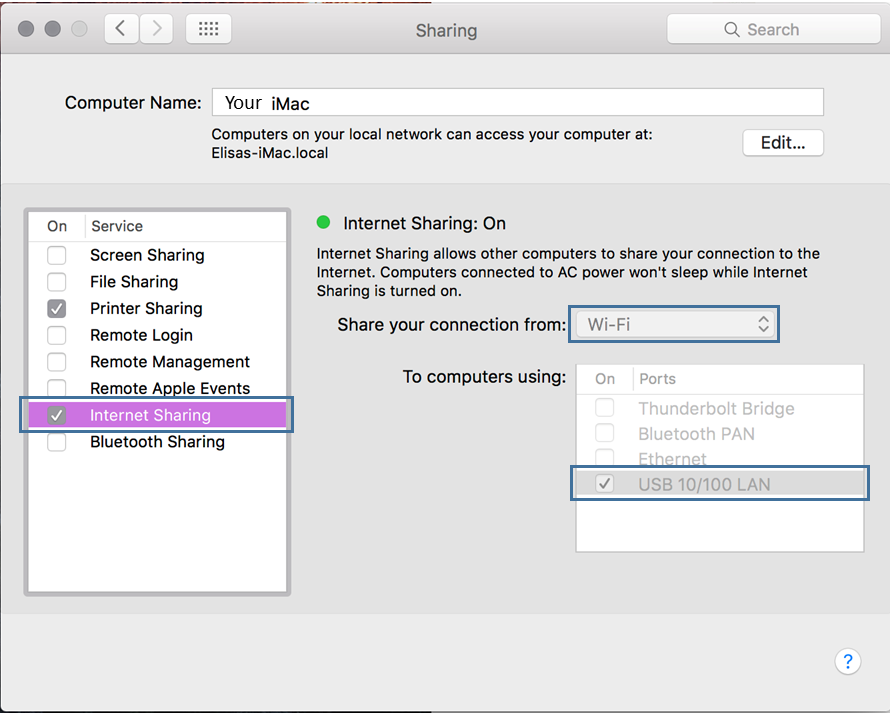 Sharing
Search
Computer Name: Your iMac
Computers on your local network can access your computer at:
Elisas-iMac.local
Edit...
On Service
Screen Sharing
File Sharing
Printer Sharing
Remote Login
Remote Management
Remote Apple Events
Internet Sharing
Bluetooth Sharing
Internet Sharing: On
Internet Sharing allows other computers to share your connection to the
Internet. Computers connected to AC power won't sleep while Internet
Sharing is turned on.
Share your connection from: Wi-Fi
To computers using:
On Ports
Thunderbolt Bridge
Bluetooth PAN
Ethernet
USB 10/100 LAN
?